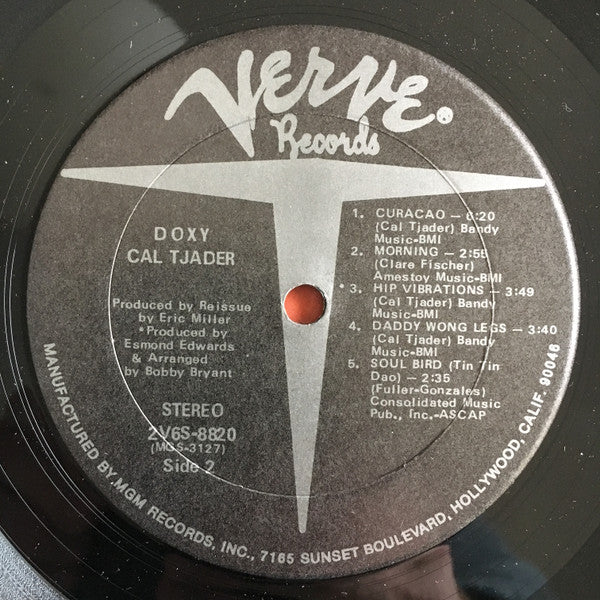 VERVE®
Records
DOXY
CAL TJADER
Produced by Reissue
by Eric Miller
*Produced by
Esmond Edwards
& Arranged
by Bobby Bryant
STEREO
2V6S-8820
(MGS-3127)
Side 2
1. CURACAO — 6:20
(Cal Tjader) Bandy
Music-BMI
2. MORNING — 2:55
(Clare Fischer)
Amestoy Music-BMI
*3. HIP VIBRATIONS — 3:49
(Cal Tjader) Bandy
Music-BMI
4. DADDY WONG LEGS — 3:40
(Cal Tjader) Bandy
Music-BMI
5. SOUL BIRD (Tin Tin
Dao) — 2:35
(Fuller-Gonzales)
Consolidated Music
Pub., Inc.-ASCAP
MANUFACTURED BY MGM RECORDS, INC., 7165 SUNSET BOULEVARD, HOLLYWOOD, CALIF. 90046